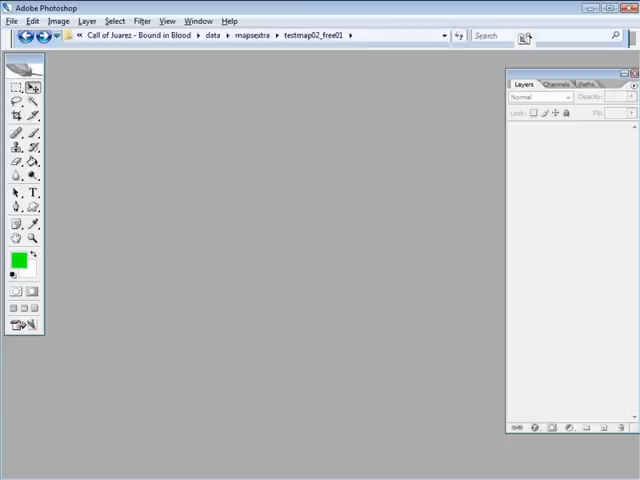 Adobe Photoshop
File Edit Image Layer Select Filter View Window Help
« Call of Juarez - Bound in Blood data mapsextra testmap02_free01 Search
Layers Channels Paths
Normal Opacity:
Lock: Fill:
T